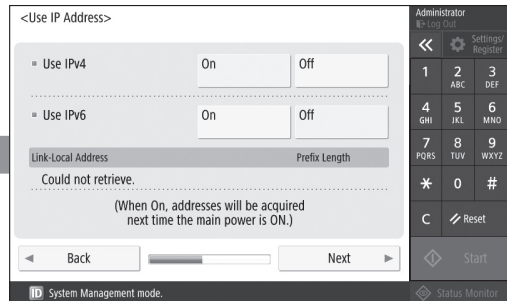 <Use IP Address>
Administrator
Log Out
Settings/
Register
Use IPv4
On
Off
Use IPv6
On
Off
Link-Local Address
Prefix Length
Could not retrieve.
(When On, addresses will be acquired
next time the main power is ON.)
Back
Next
ID System Management mode.
1
2
ABC
3
DEF
4
GHI
5
JKL
6
MNO
7
PQRS
8
TUV
9
WXYZ
*
0
#
C
Reset
Start
Status Monitor